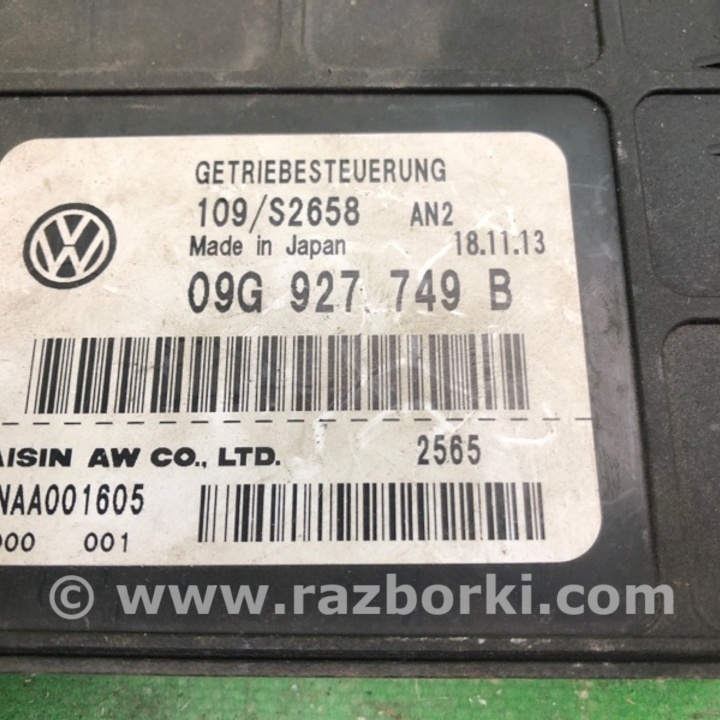 GETRIEBESTEUERUNG
109/S2658 AN2
Made in Japan 18.11.13
09G 927 749 B
AISIN AW CO., LTD. 2565
NAA001605
000 001
© www.razborki.com